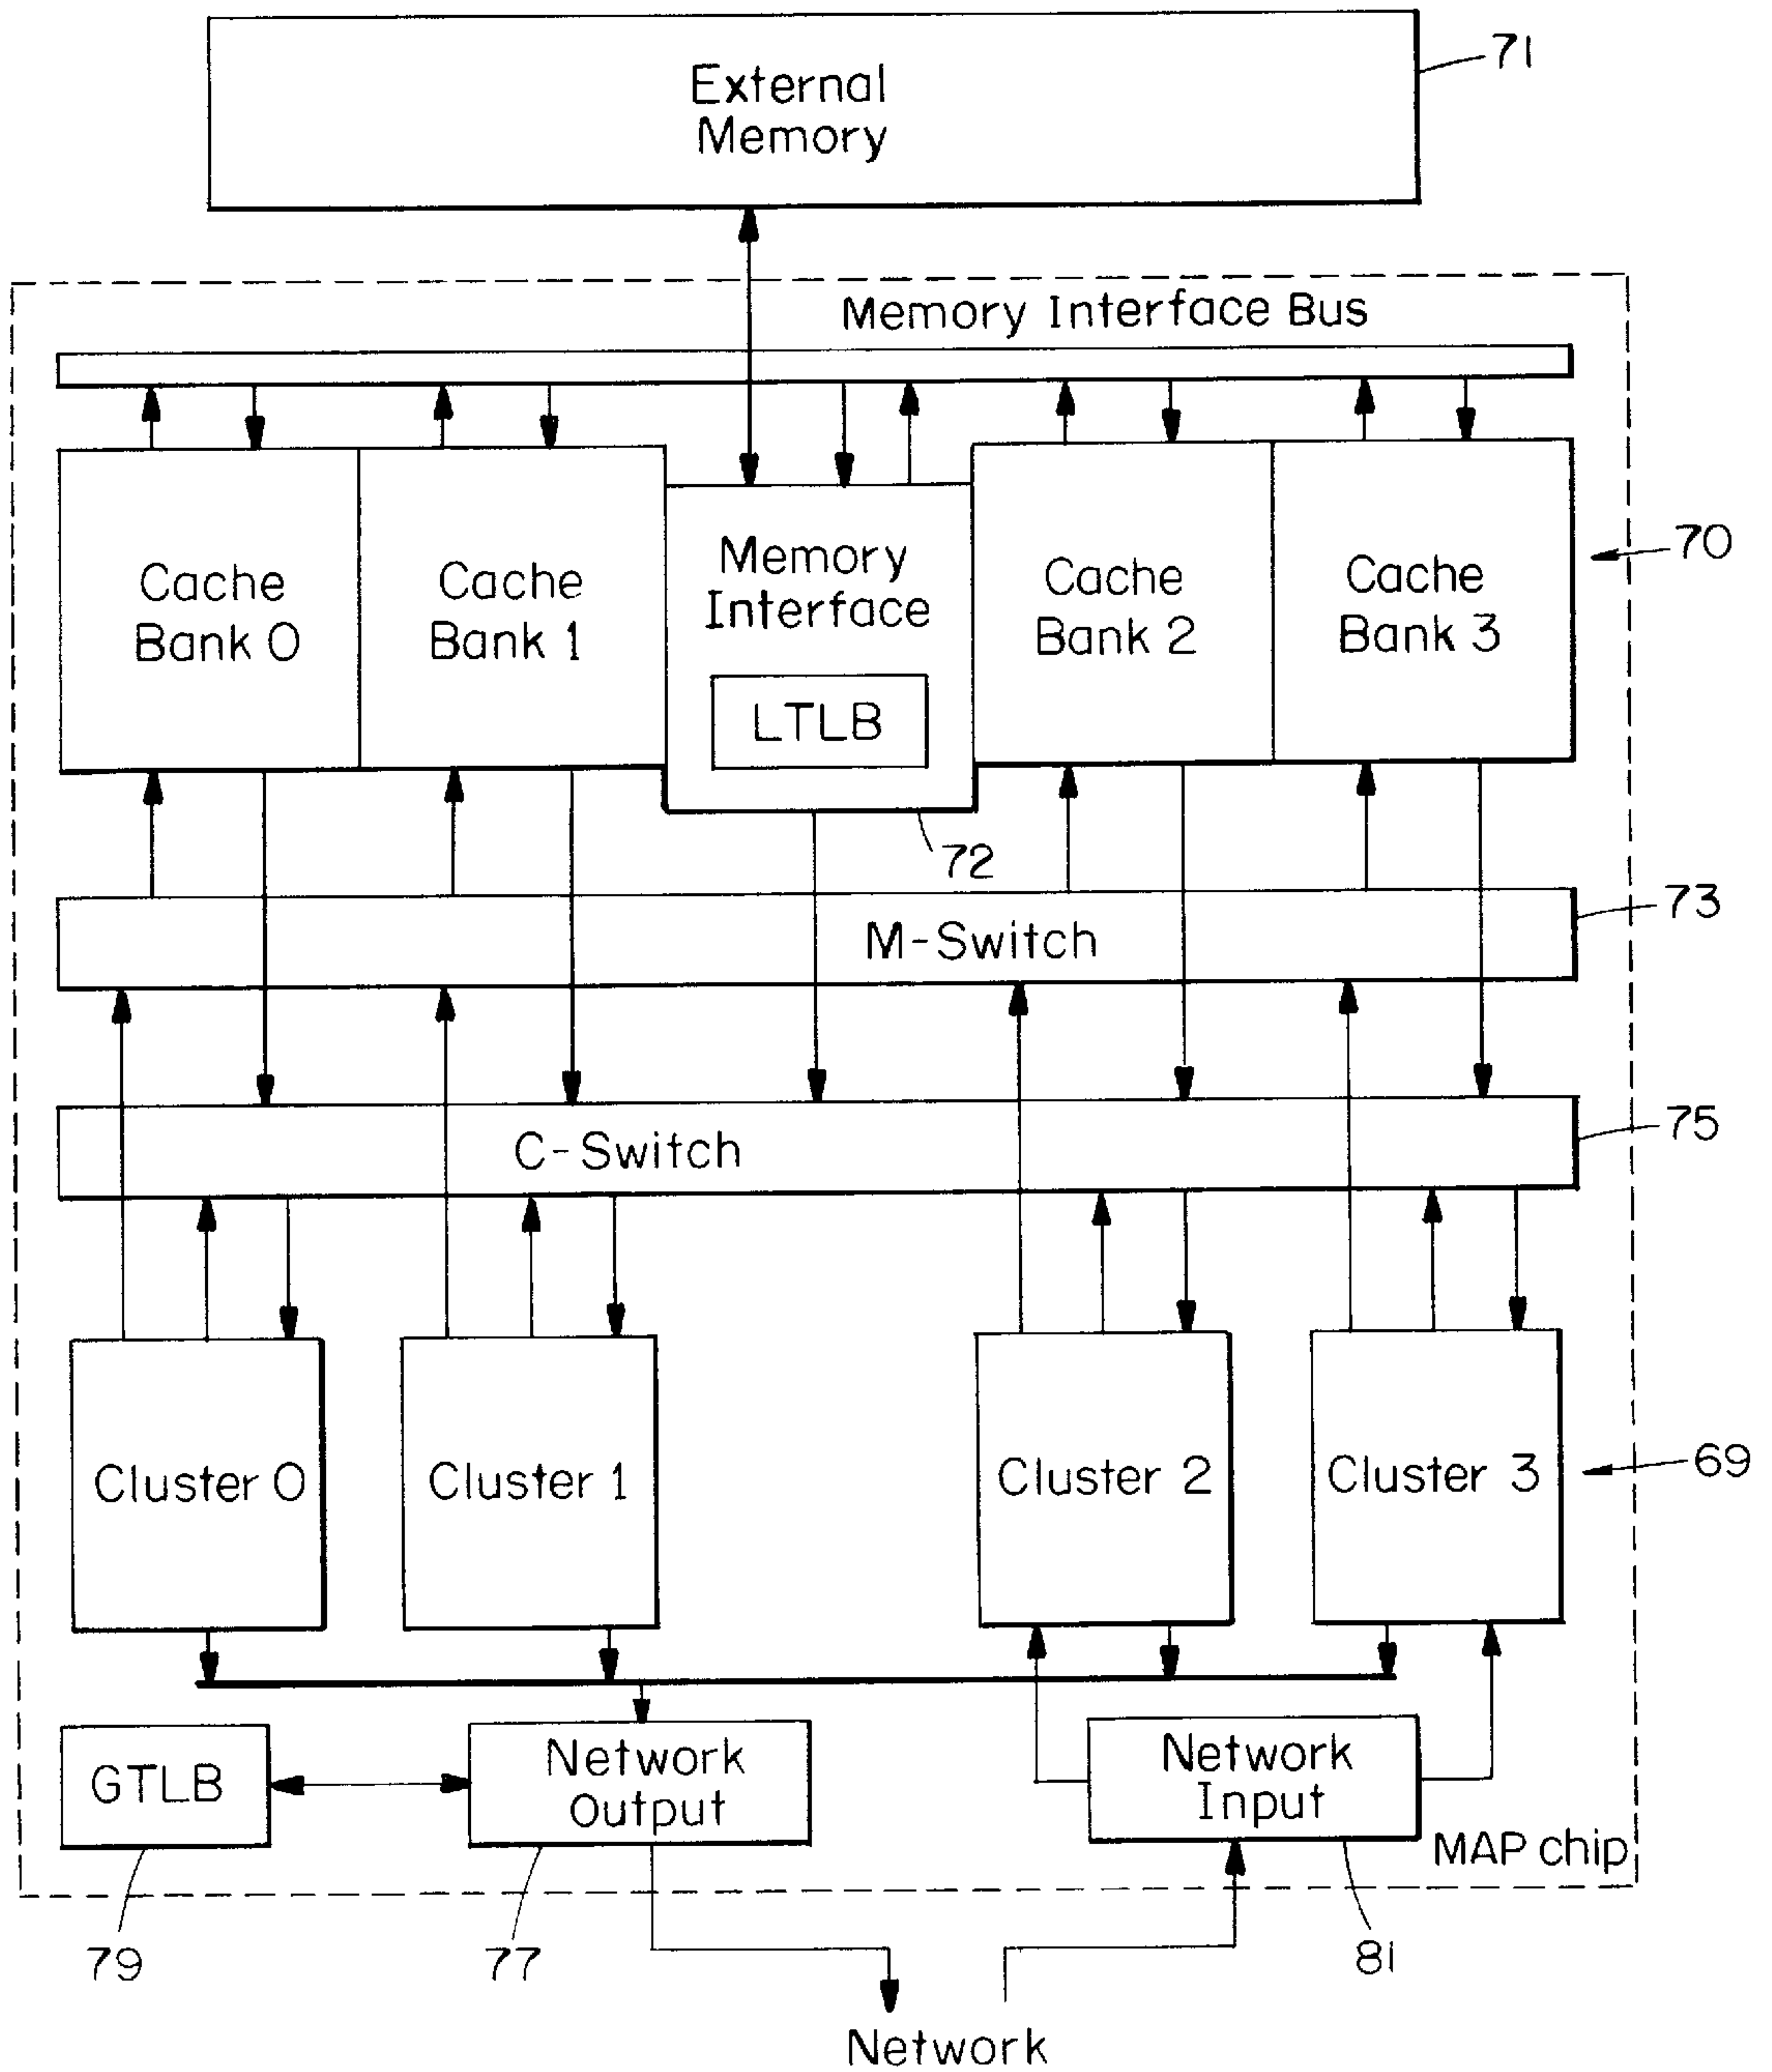 External
Memory
71
Memory Interface Bus
Cache
Bank 0
Cache
Bank 1
Memory
Interface
LTLB
Cache
Bank 2
Cache
Bank 3
70
72
M-Switch
73
C-Switch
75
Cluster 0
Cluster 1
Cluster 2
Cluster 3
69
GTLB
Network
Output
Network
Input
MAP chip
79
77
81
Network